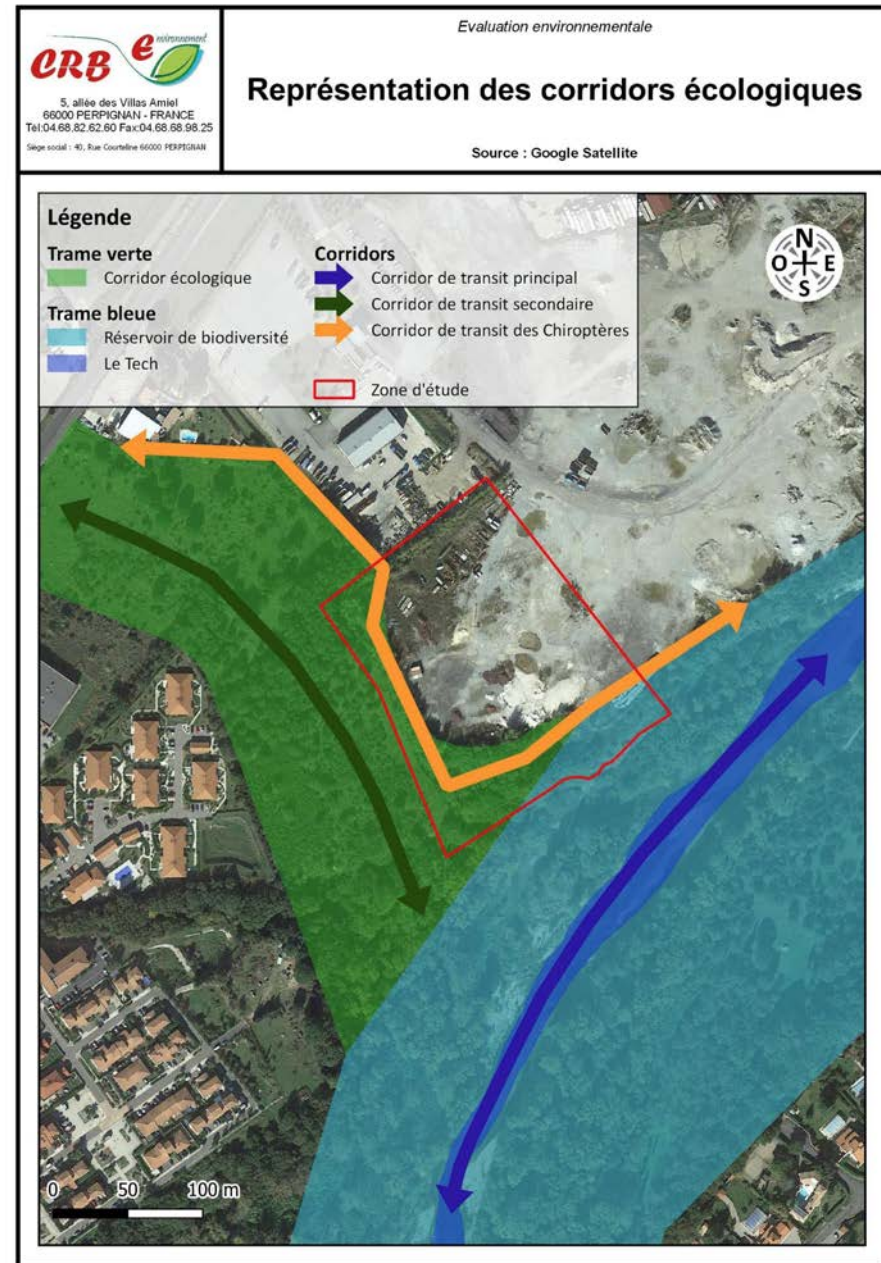 CRB Environnement
5, allée des Villas Amiel
66000 PERPIGNAN - FRANCE
Tél:04.68.82.62.60 Fax:04.68.68.98.25
Siège social : 40, Rue Courteline 66000 PERPIGNAN
Evaluation environnementale
Représentation des corridors écologiques
Source : Google Satellite
Légende
Trame verte
Corridor écologique
Trame bleue
Réservoir de biodiversité
Le Tech
Corridors
Corridor de transit principal
Corridor de transit secondaire
Corridor de transit des Chiroptères
Zone d'étude
N
O E
S
0 50 100 m